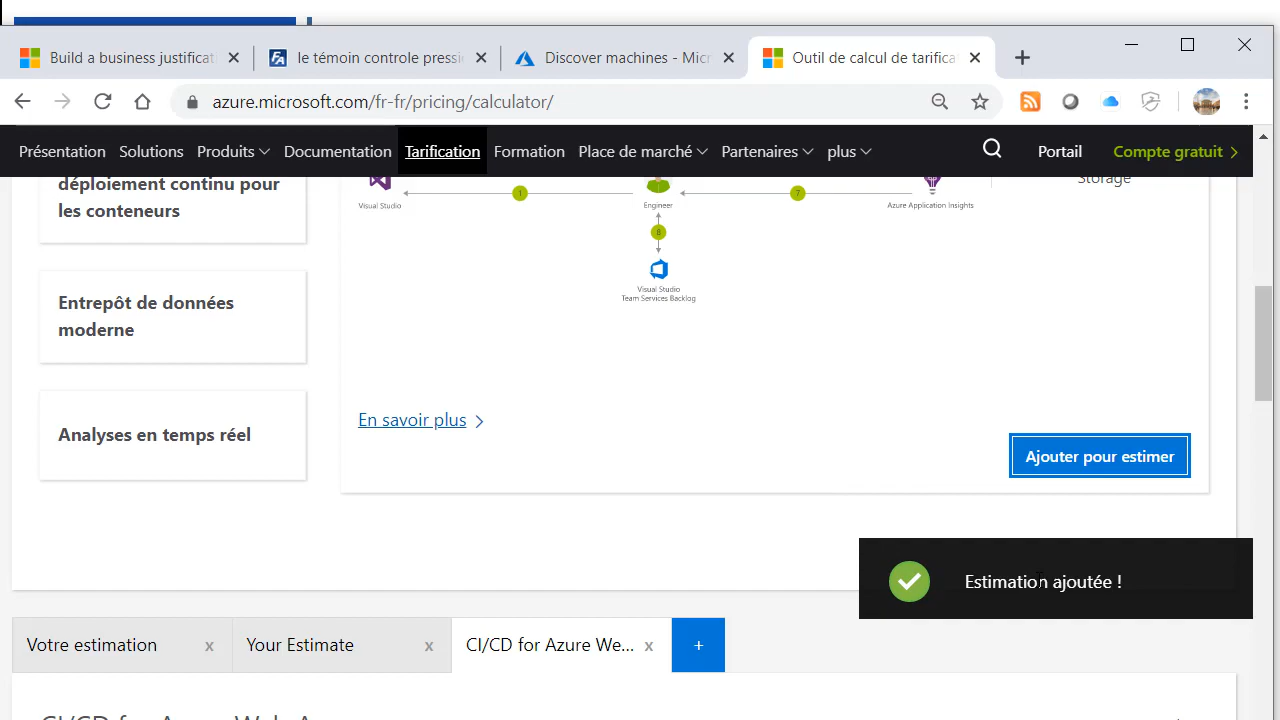 Build a business justificat
le témoin controle pressi
Discover machines - Micr
Outil de calcul de tarifica
azure.microsoft.com/fr-fr/pricing/calculator/
Présentation Solutions Produits Documentation Tarification Formation Place de marché Partenaires plus Portail Compte gratuit
déploiement continu pour
les conteneurs
Visual Studio
1
Engineer
7
Azure Application Insights
Storage
8
Visual Studio
Team Services Backlog
Entrepôt de données
moderne
Analyses en temps réel
En savoir plus
Ajouter pour estimer
Estimation ajoutée !
Votre estimation x
Your Estimate x
CI/CD for Azure We... x
+